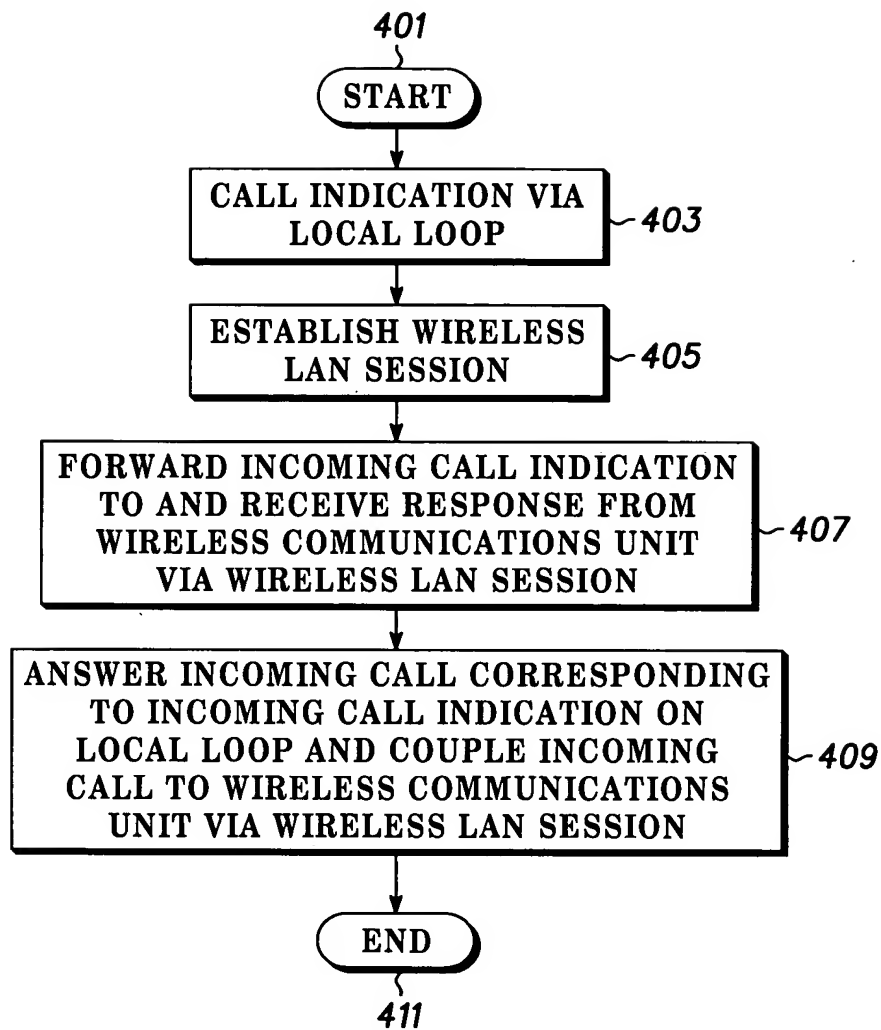 401
START
CALL INDICATION VIA
LOCAL LOOP
403
ESTABLISH WIRELESS
LAN SESSION
405
FORWARD INCOMING CALL INDICATION
TO AND RECEIVE RESPONSE FROM
WIRELESS COMMUNICATIONS UNIT
VIA WIRELESS LAN SESSION
407
ANSWER INCOMING CALL CORRESPONDING
TO INCOMING CALL INDICATION ON
LOCAL LOOP AND COUPLE INCOMING
CALL TO WIRELESS COMMUNICATIONS
UNIT VIA WIRELESS LAN SESSION
409
END
411